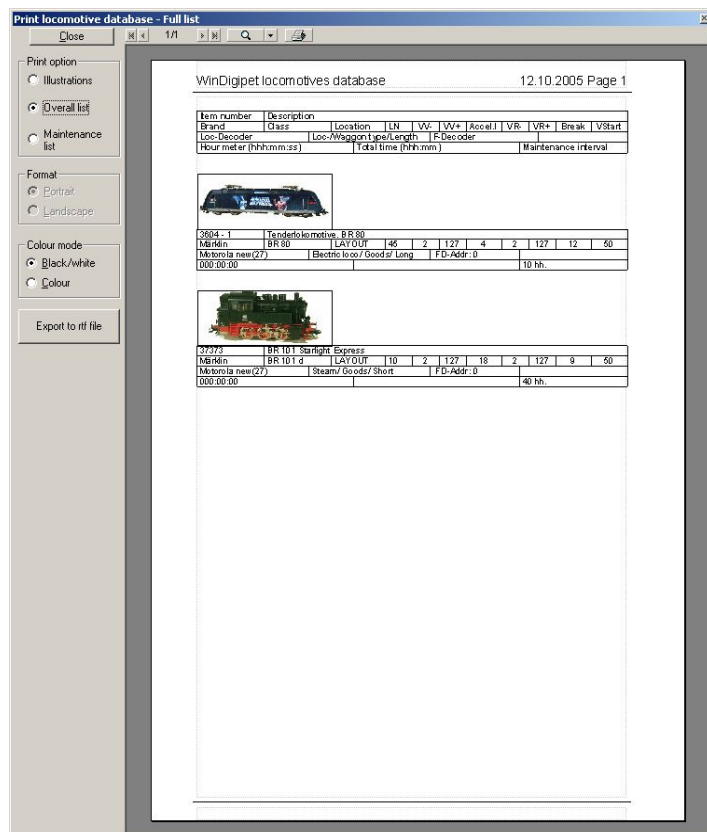 Print locomotive database - Full list
Close
1/1
Print option
Illustrations
Overall list
Maintenance list
Format
Portrait
Landscape
Colour mode
Black/white
Colour
Export to rtf file
WinDigipet locomotives database 12.10.2005 Page 1
Item number Description
Brand Class Location LN VV- VV+ Accel.I VR- VR+ Break VStart
Loc-Decoder Loc-/Waggon type/Length F-Decoder
Hour meter (hhh:mm:ss) Total time (hhh:mm) Maintenance interval
3604 - 1 Tenderlokomotive. BR 80
Märklin BR 80 LAYOUT 45 2 127 4 2 127 12 50
Motorola new(27) Electric loco/ Goods/ Long FD-Addr: 0
000:00:00 10 hh.
37373 BR 101 Starlight Express
Märklin BR 101 d LAYOUT 10 2 127 18 2 127 9 50
Motorola new(27) Steam/ Goods/ Short FD-Addr: 0
000:00:00 40 hh.